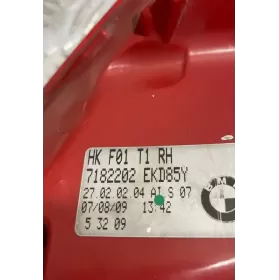 HK F01 T1 RH
7182202 EKD85Y
27.02.02.04 AI S 07
07/08/09 13:42
5 32 09
BMW